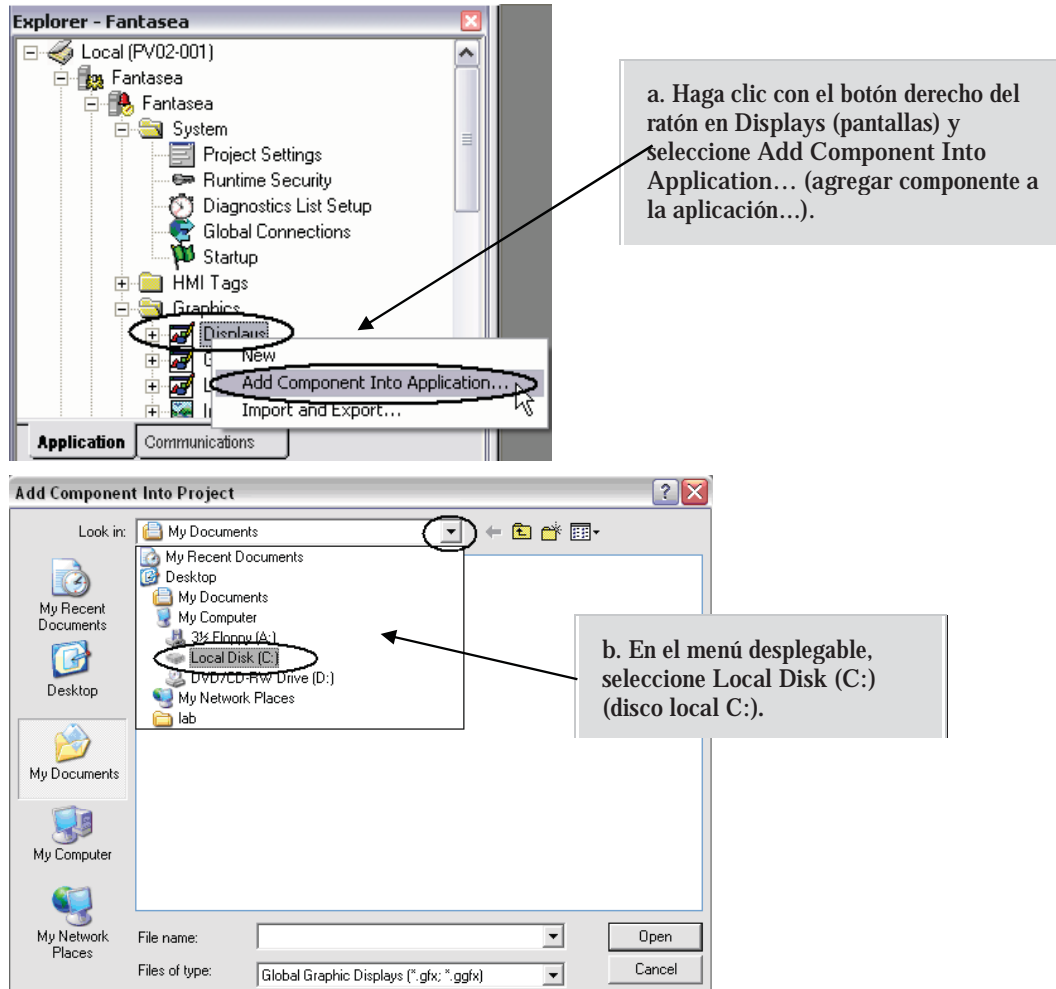 Explorer - Fantasea
Local (PV02-001)
Fantasea
Fantasea
System
Project Settings
Runtime Security
Diagnostics List Setup
Global Connections
Startup
HMI Tags
Graphics
Displays
New
Add Component Into Application...
Import and Export...
Application
Communications
a. Haga clic con el botón derecho del
ratón en Displays (pantallas) y
seleccione Add Component Into
Application… (agregar componente a
la aplicación…).
Add Component Into Project
Look in:
My Documents
My Recent Documents
Desktop
My Documents
My Computer
3½ Floppy (A:)
Local Disk (C:)
DVD/CD-RW Drive (D:)
My Network Places
lab
My Recent
Documents
Desktop
My Documents
My Computer
My Network
Places
b. En el menú desplegable,
seleccione Local Disk (C:)
(disco local C:).
File name:
Open
Files of type:
Global Graphic Displays (*.gfx; *.ggfx)
Cancel